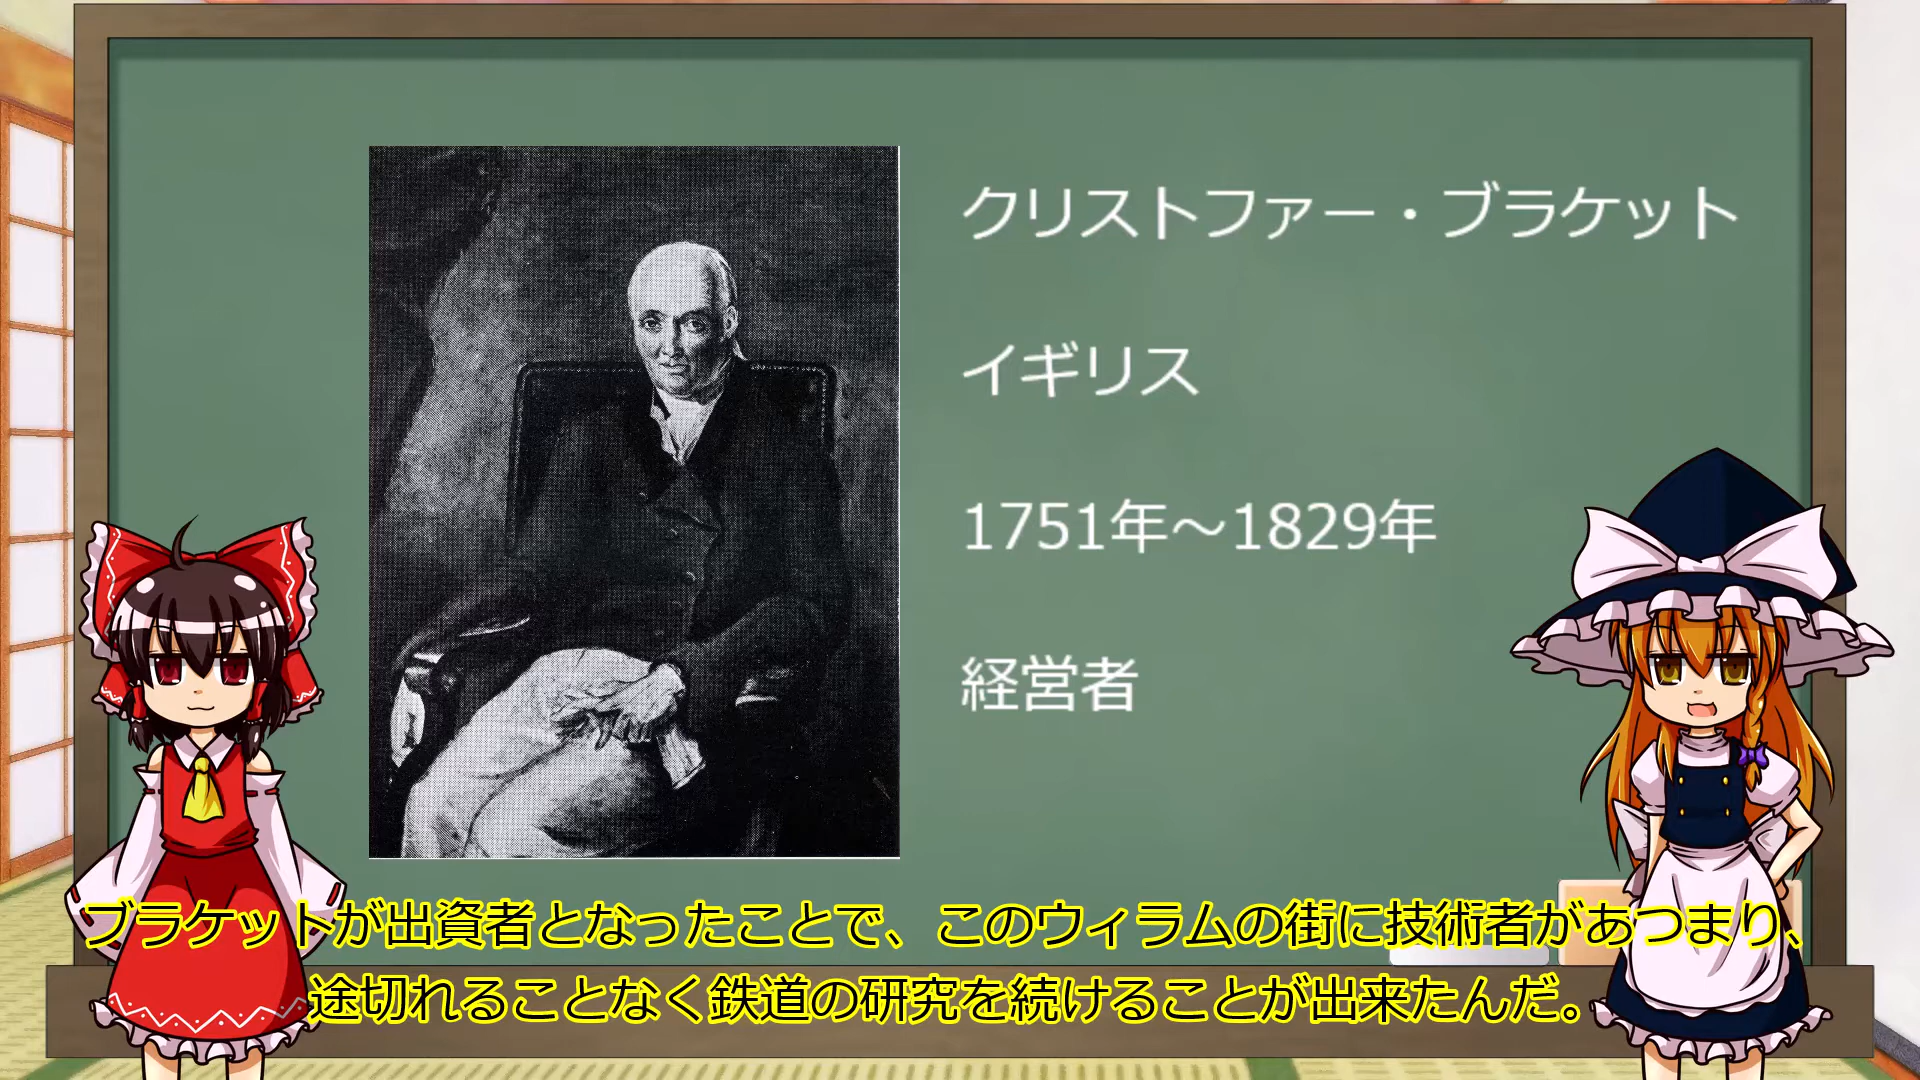 クリストファー・ブラケット
イギリス
1751年～1829年
経営者
ブラケットが出資者となったことで、このウィラムの街に技術者があつまり、
途切れることなく鉄道の研究を続けることが出来たんだ。